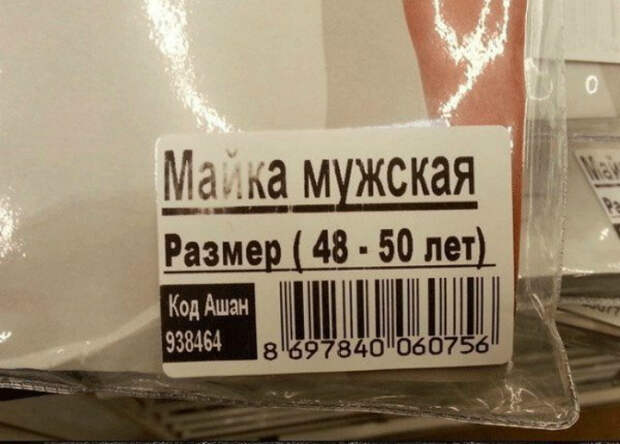 Майка мужская
Размер ( 48 - 50 лет)
Код Ашан
938464
8 697840 060756